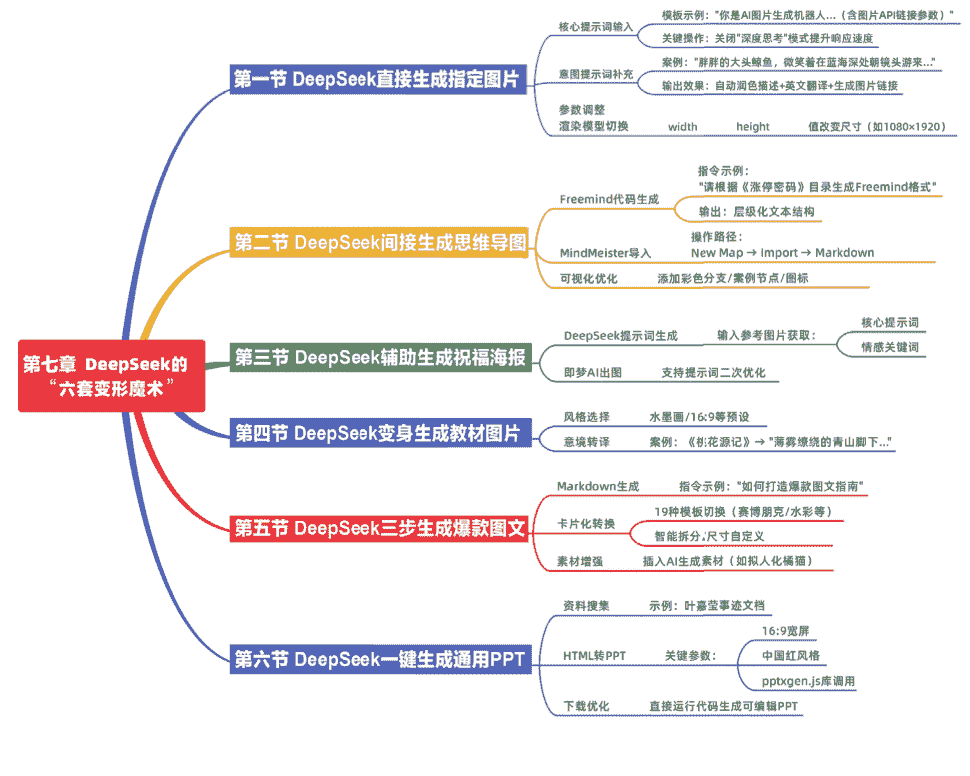 第七章 DeepSeek的
“六套变形魔术”
第一节 DeepSeek直接生成指定图片
核心提示词输入
模板示例："你是AI图片生成机器人...（含图片API链接参数）"
关键操作：关闭"深度思考"模式提升响应速度
意图提示词补充
案例："胖胖的大头鲸鱼，微笑着在蓝海深处朝镜头游来..."
输出效果：自动润色描述+英文翻译+生成图片链接
参数调整
渲染模型切换 width height 值改变尺寸（如1080×1920）
第二节 DeepSeek间接生成思维导图
Freemind代码生成
指令示例：
"请根据《涨停密码》目录生成Freemind格式"
输出：层级化文本结构
MindMeister导入
操作路径：
New Map → Import → Markdown
可视化优化 添加彩色分支/案例节点/图标
第三节 DeepSeek辅助生成祝福海报
DeepSeek提示词生成 输入参考图片获取：
核心提示词
情感关键词
即梦AI出图 支持提示词二次优化
第四节 DeepSeek变身生成教材图片
风格选择 水墨画/16:9等预设
意境转译 案例：《桃花源记》→ "薄雾缭绕的青山脚下..."
第五节 DeepSeek三步生成爆款图文
Markdown生成 指令示例："如何打造爆款图文指南"
卡片化转换
19种模板切换（赛博朋克/水彩等）
智能拆分/尺寸自定义
素材增强 插入AI生成素材（如拟人化橘猫）
第六节 DeepSeek一键生成通用PPT
资料搜集 示例：叶嘉莹事迹文档
HTML转PPT 关键参数：
16:9宽屏
中国红风格
pptxgen.js库调用
下载优化 直接运行代码生成可编辑PPT